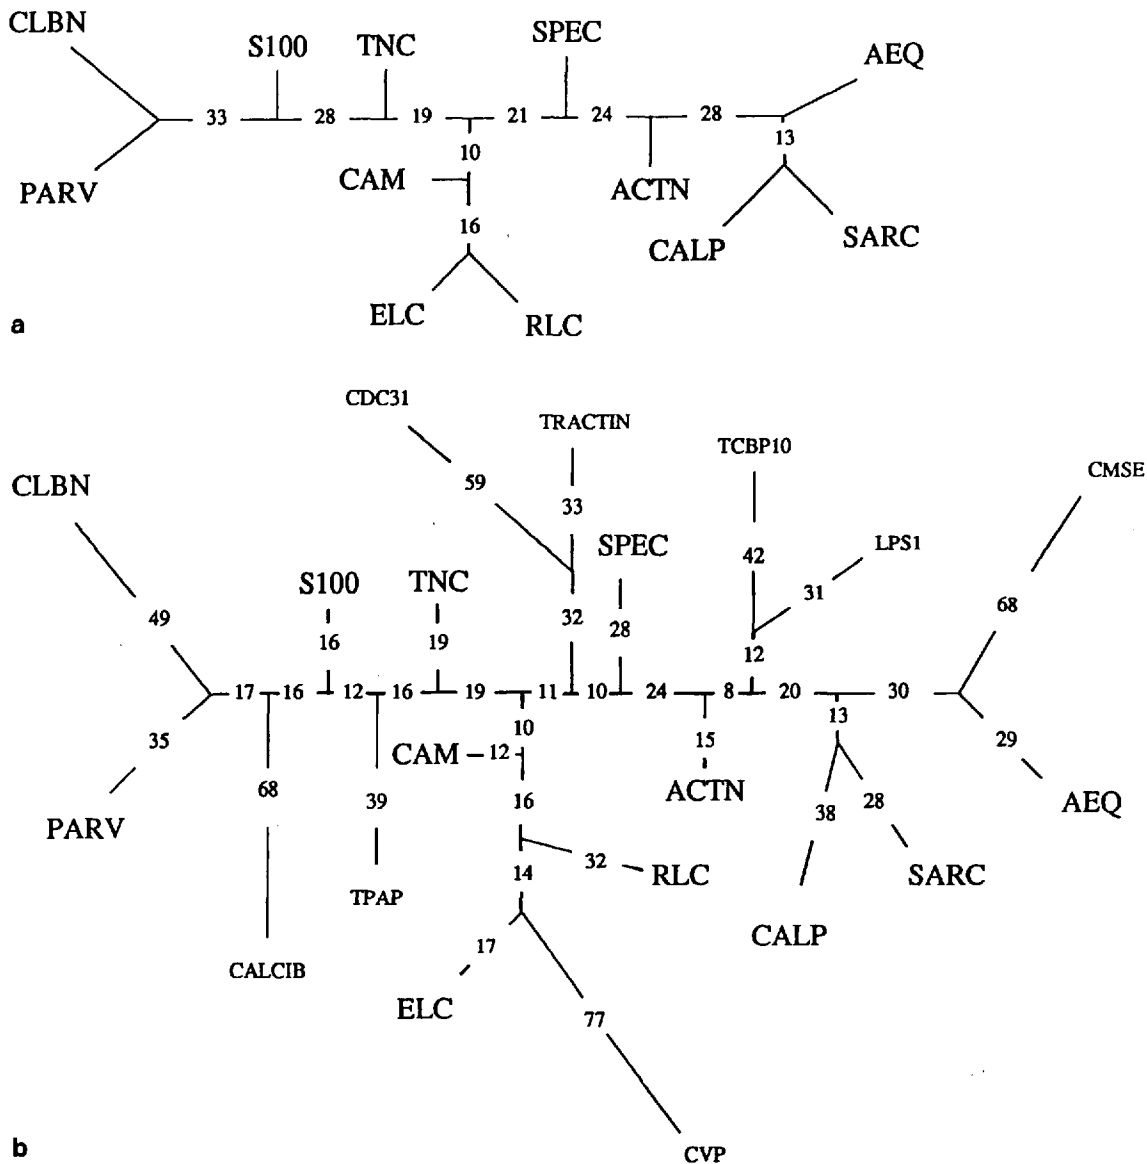 a
CLBN
S100
TNC
SPEC
AEQ
33
28
19
21
24
28
10
13
PARV
CAM
ACTN
16
CALP
SARC
ELC
RLC
a
CDC31
TRACTIN
TCBP10
CMSE
CLBN
59
33
SPEC
42
LPS1
S100
TNC
31
49
32
28
68
16
19
12
17
16
12
16
19
11
10
24
8
20
30
10
13
35
CAM
12
15
29
68
39
16
ACTN
38
28
AEQ
PARV
32
RLC
SARC
14
TPAP
CALP
17
CALCIB
ELC
77
b
CVP